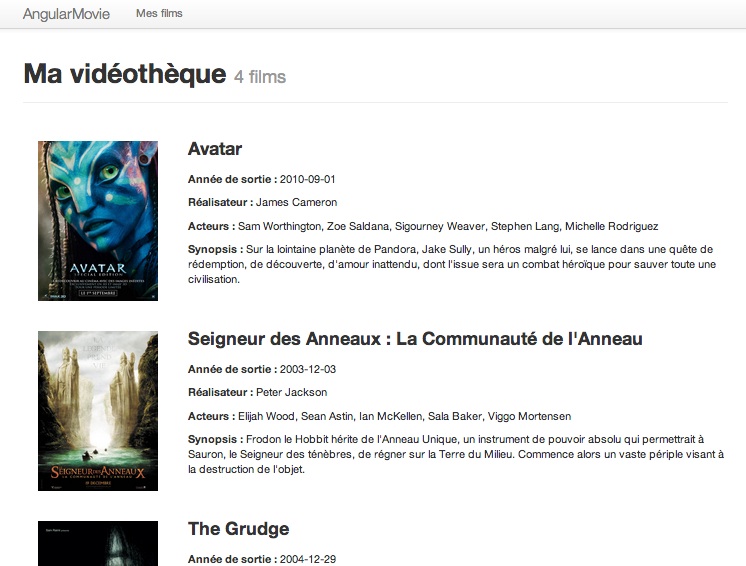 AngularMovie Mes films
Ma vidéothèque 4 films
Avatar
Année de sortie : 2010-09-01
Réalisateur : James Cameron
Acteurs : Sam Worthington, Zoe Saldana, Sigourney Weaver, Stephen Lang, Michelle Rodriguez
Synopsis : Sur la lointaine planète de Pandora, Jake Sully, un héros malgré lui, se lance dans une quête de
rédemption, de découverte, d'amour inattendu, dont l'issue sera un combat héroïque pour sauver toute une
civilisation.
AVATAR
SPECIAL EDITION
LE 1ER SEPTEMBRE
Seigneur des Anneaux : La Communauté de l'Anneau
Année de sortie : 2003-12-03
Réalisateur : Peter Jackson
Acteurs : Elijah Wood, Sean Astin, Ian McKellen, Sala Baker, Viggo Mortensen
Synopsis : Frodon le Hobbit hérite de l'Anneau Unique, un instrument de pouvoir absolu qui permettrait à
Sauron, le Seigneur des ténèbres, de régner sur la Terre du Milieu. Commence alors un vaste périple visant à
la destruction de l'objet.
SEIGNEUR DES ANNEAUX
LA COMMUNAUTÉ DE L'ANNEAU
19 DECEMBRE
The Grudge
Année de sortie : 2004-12-29